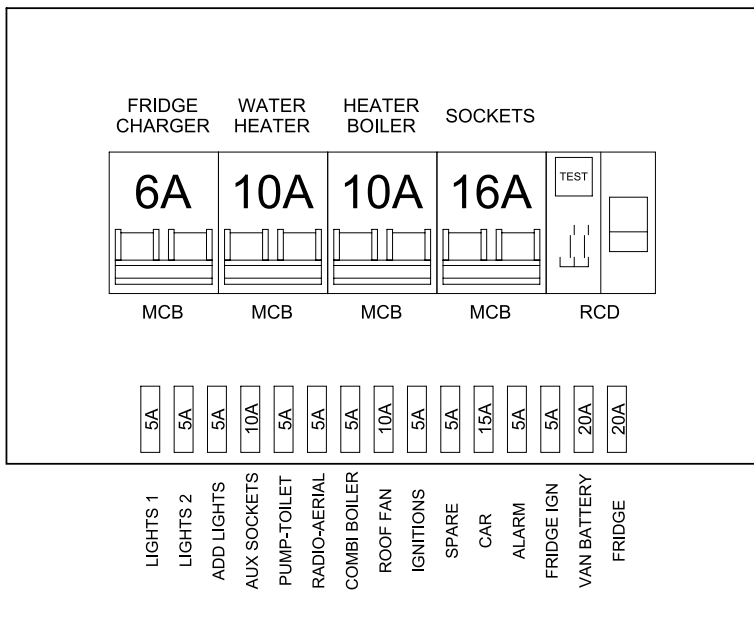 FRIDGE
CHARGER
WATER
HEATER
HEATER
BOILER
SOCKETS
6A
10A
10A
16A
TEST
MCB
MCB
MCB
MCB
RCD
5A
5A
5A
10A
5A
5A
5A
10A
5A
5A
15A
5A
5A
20A
20A
LIGHTS 1
LIGHTS 2
ADD LIGHTS
AUX SOCKETS
PUMP-TOILET
RADIO-AERIAL
COMBI BOILER
ROOF FAN
IGNITIONS
SPARE
CAR
ALARM
FRIDGE IGN
VAN BATTERY
FRIDGE